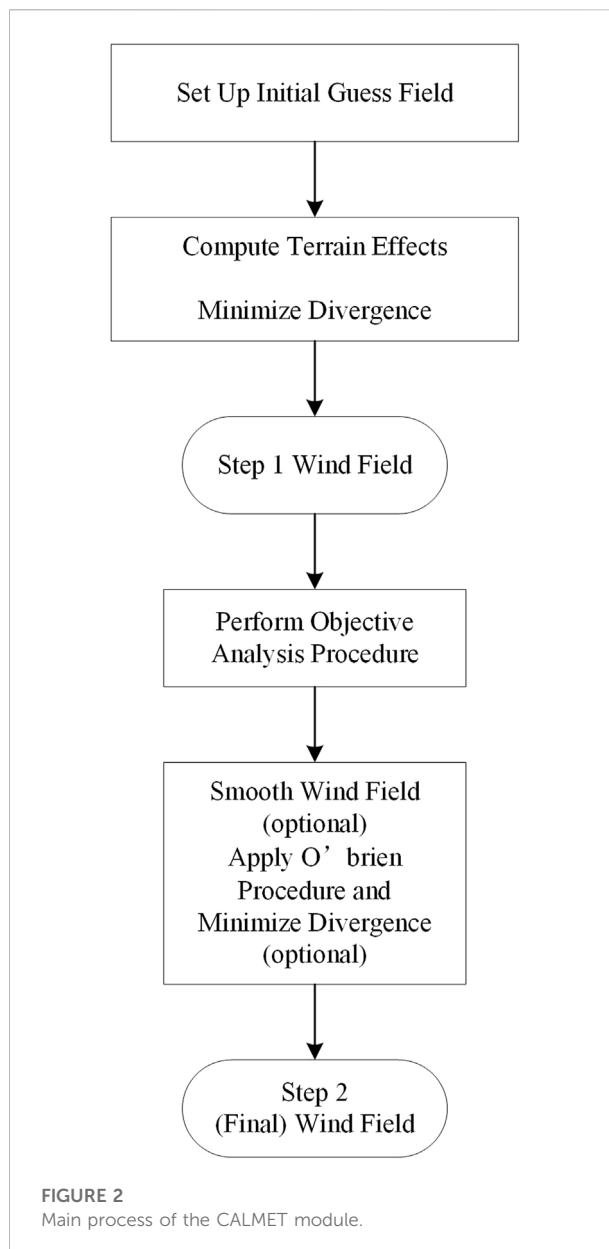 Set Up Initial Guess Field
Compute Terrain Effects
Minimize Divergence
Step 1 Wind Field
Perform Objective
Analysis Procedure
Smooth Wind Field
(optional)
Apply O’ brien
Procedure and
Minimize Divergence
(optional)
Step 2
(Final) Wind Field
FIGURE 2
Main process of the CALMET module.